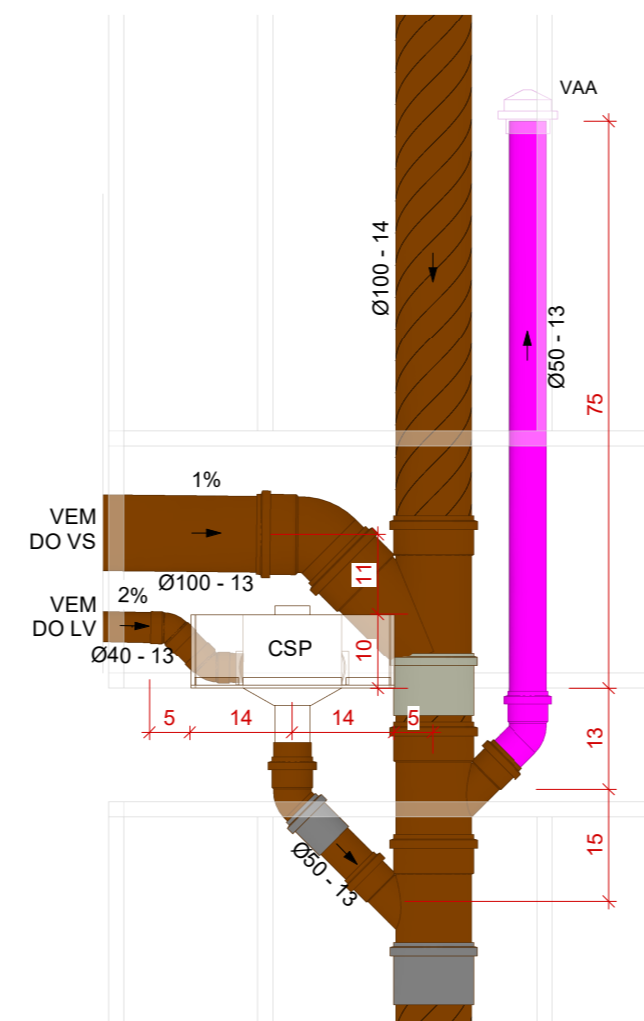 VAA
Ø100 - 14
Ø50 - 13
75
1%
VEM
DO VS
Ø100 - 13
11
VEM
DO LV
2%
Ø40 - 13
CSP
10
5
14
14
5
13
15
Ø50 - 13